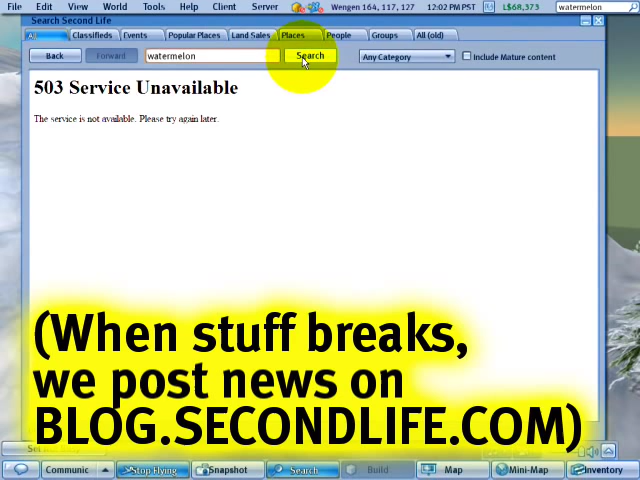 File Edit View World Tools Help Client Server Wengen 164, 117, 127 12:02 PM PST L$68,373 watermelon
Search Second Life
All Classifieds Events Popular Places Land Sales Places People Groups All (old)
Back Forward watermelon Search Any Category Include Mature content
503 Service Unavailable
The service is not available. Please try again later.
(When stuff breaks,
we post news on
BLOG.SECONDLIFE.COM)
Communic Stop Flying Snapshot Search Build Map Mini-Map Inventory